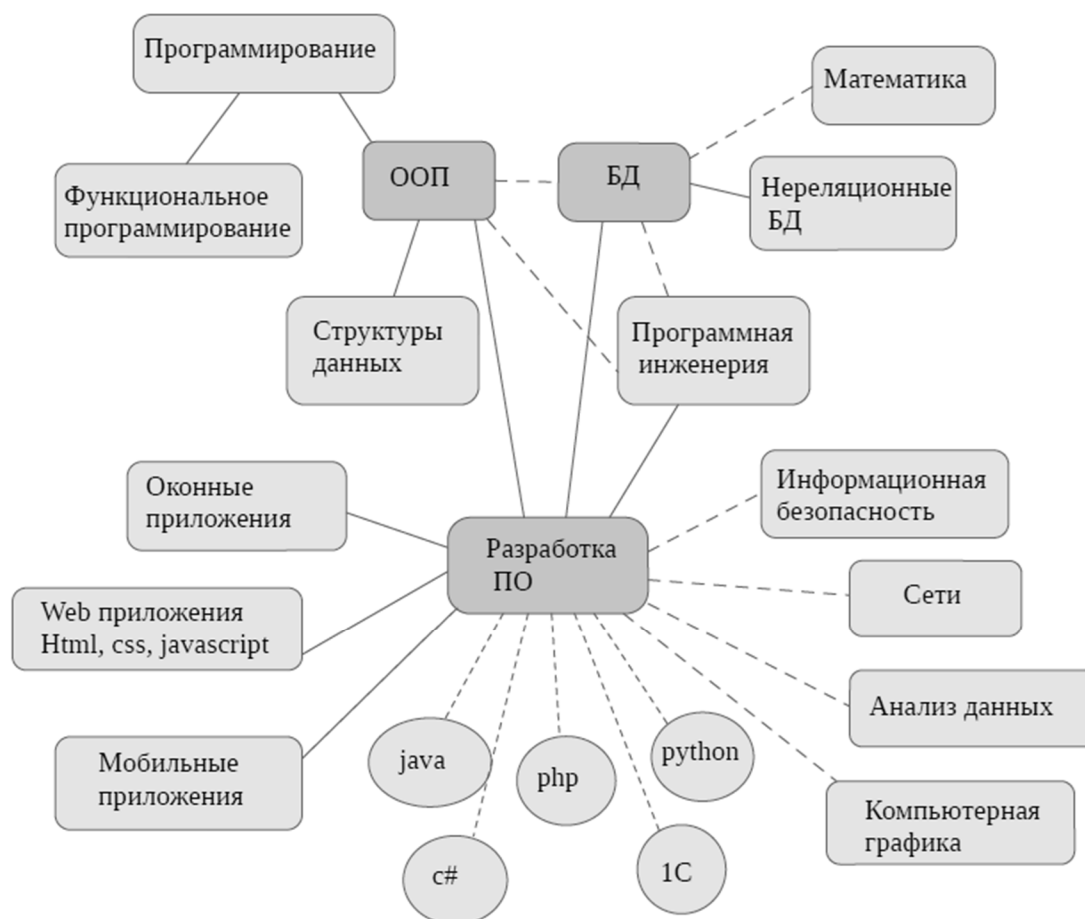 Программирование
Математика
ООП
БД
Функциональное
программирование
Нереляционные
БД
Структуры
данных
Программная
инженерия
Оконные
приложения
Информационная
безопасность
Разработка
ПО
Web приложения
Html, css, javascript
Сети
Анализ данных
Мобильные
приложения
java
php
python
Компьютерная
графика
c#
1С